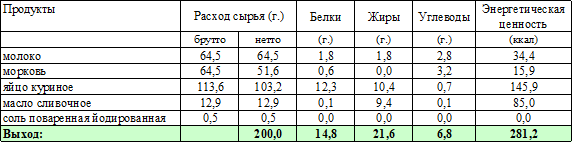 Продукты Расход сырья (г.) Белки Жиры Углеводы Энергетическая ценность
брутто нетто (г.) (г.) (г.) (ккал)
молоко 64,5 64,5 1,8 1,8 2,8 34,4
морковь 64,5 51,6 0,6 0,0 3,2 15,9
яйцо куриное 113,6 103,2 12,3 10,4 0,7 145,9
масло сливочное 12,9 12,9 0,1 9,4 0,1 85,0
соль поваренная йодированная 0,5 0,5 0,0 0,0 0,0 0,0
Выход: 200,0 14,8 21,6 6,8 281,2